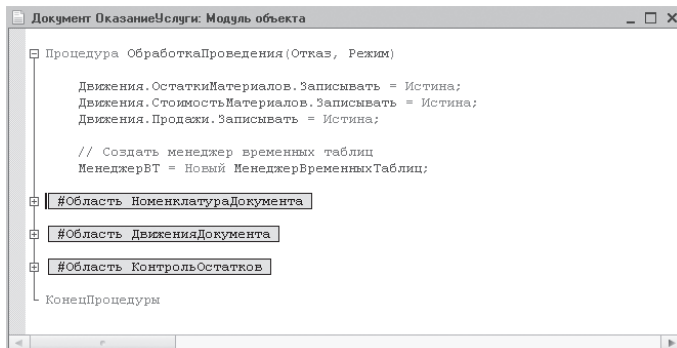 Документ ОказаниеУслуги: Модуль объекта
Процедура ОбработкаПроведения(Отказ, Режим)
Движения.ОстаткиМатериалов.Записывать = Истина;
Движения.СтоимостьМатериалов.Записывать = Истина;
Движения.Продажи.Записывать = Истина;
// Создать менеджер временных таблиц
МенеджерВТ = Новый МенеджерВременныхТаблиц;
#Область НоменклатураДокумента
#Область ДвиженияДокумента
#Область КонтрольОстатков
КонецПроцедуры